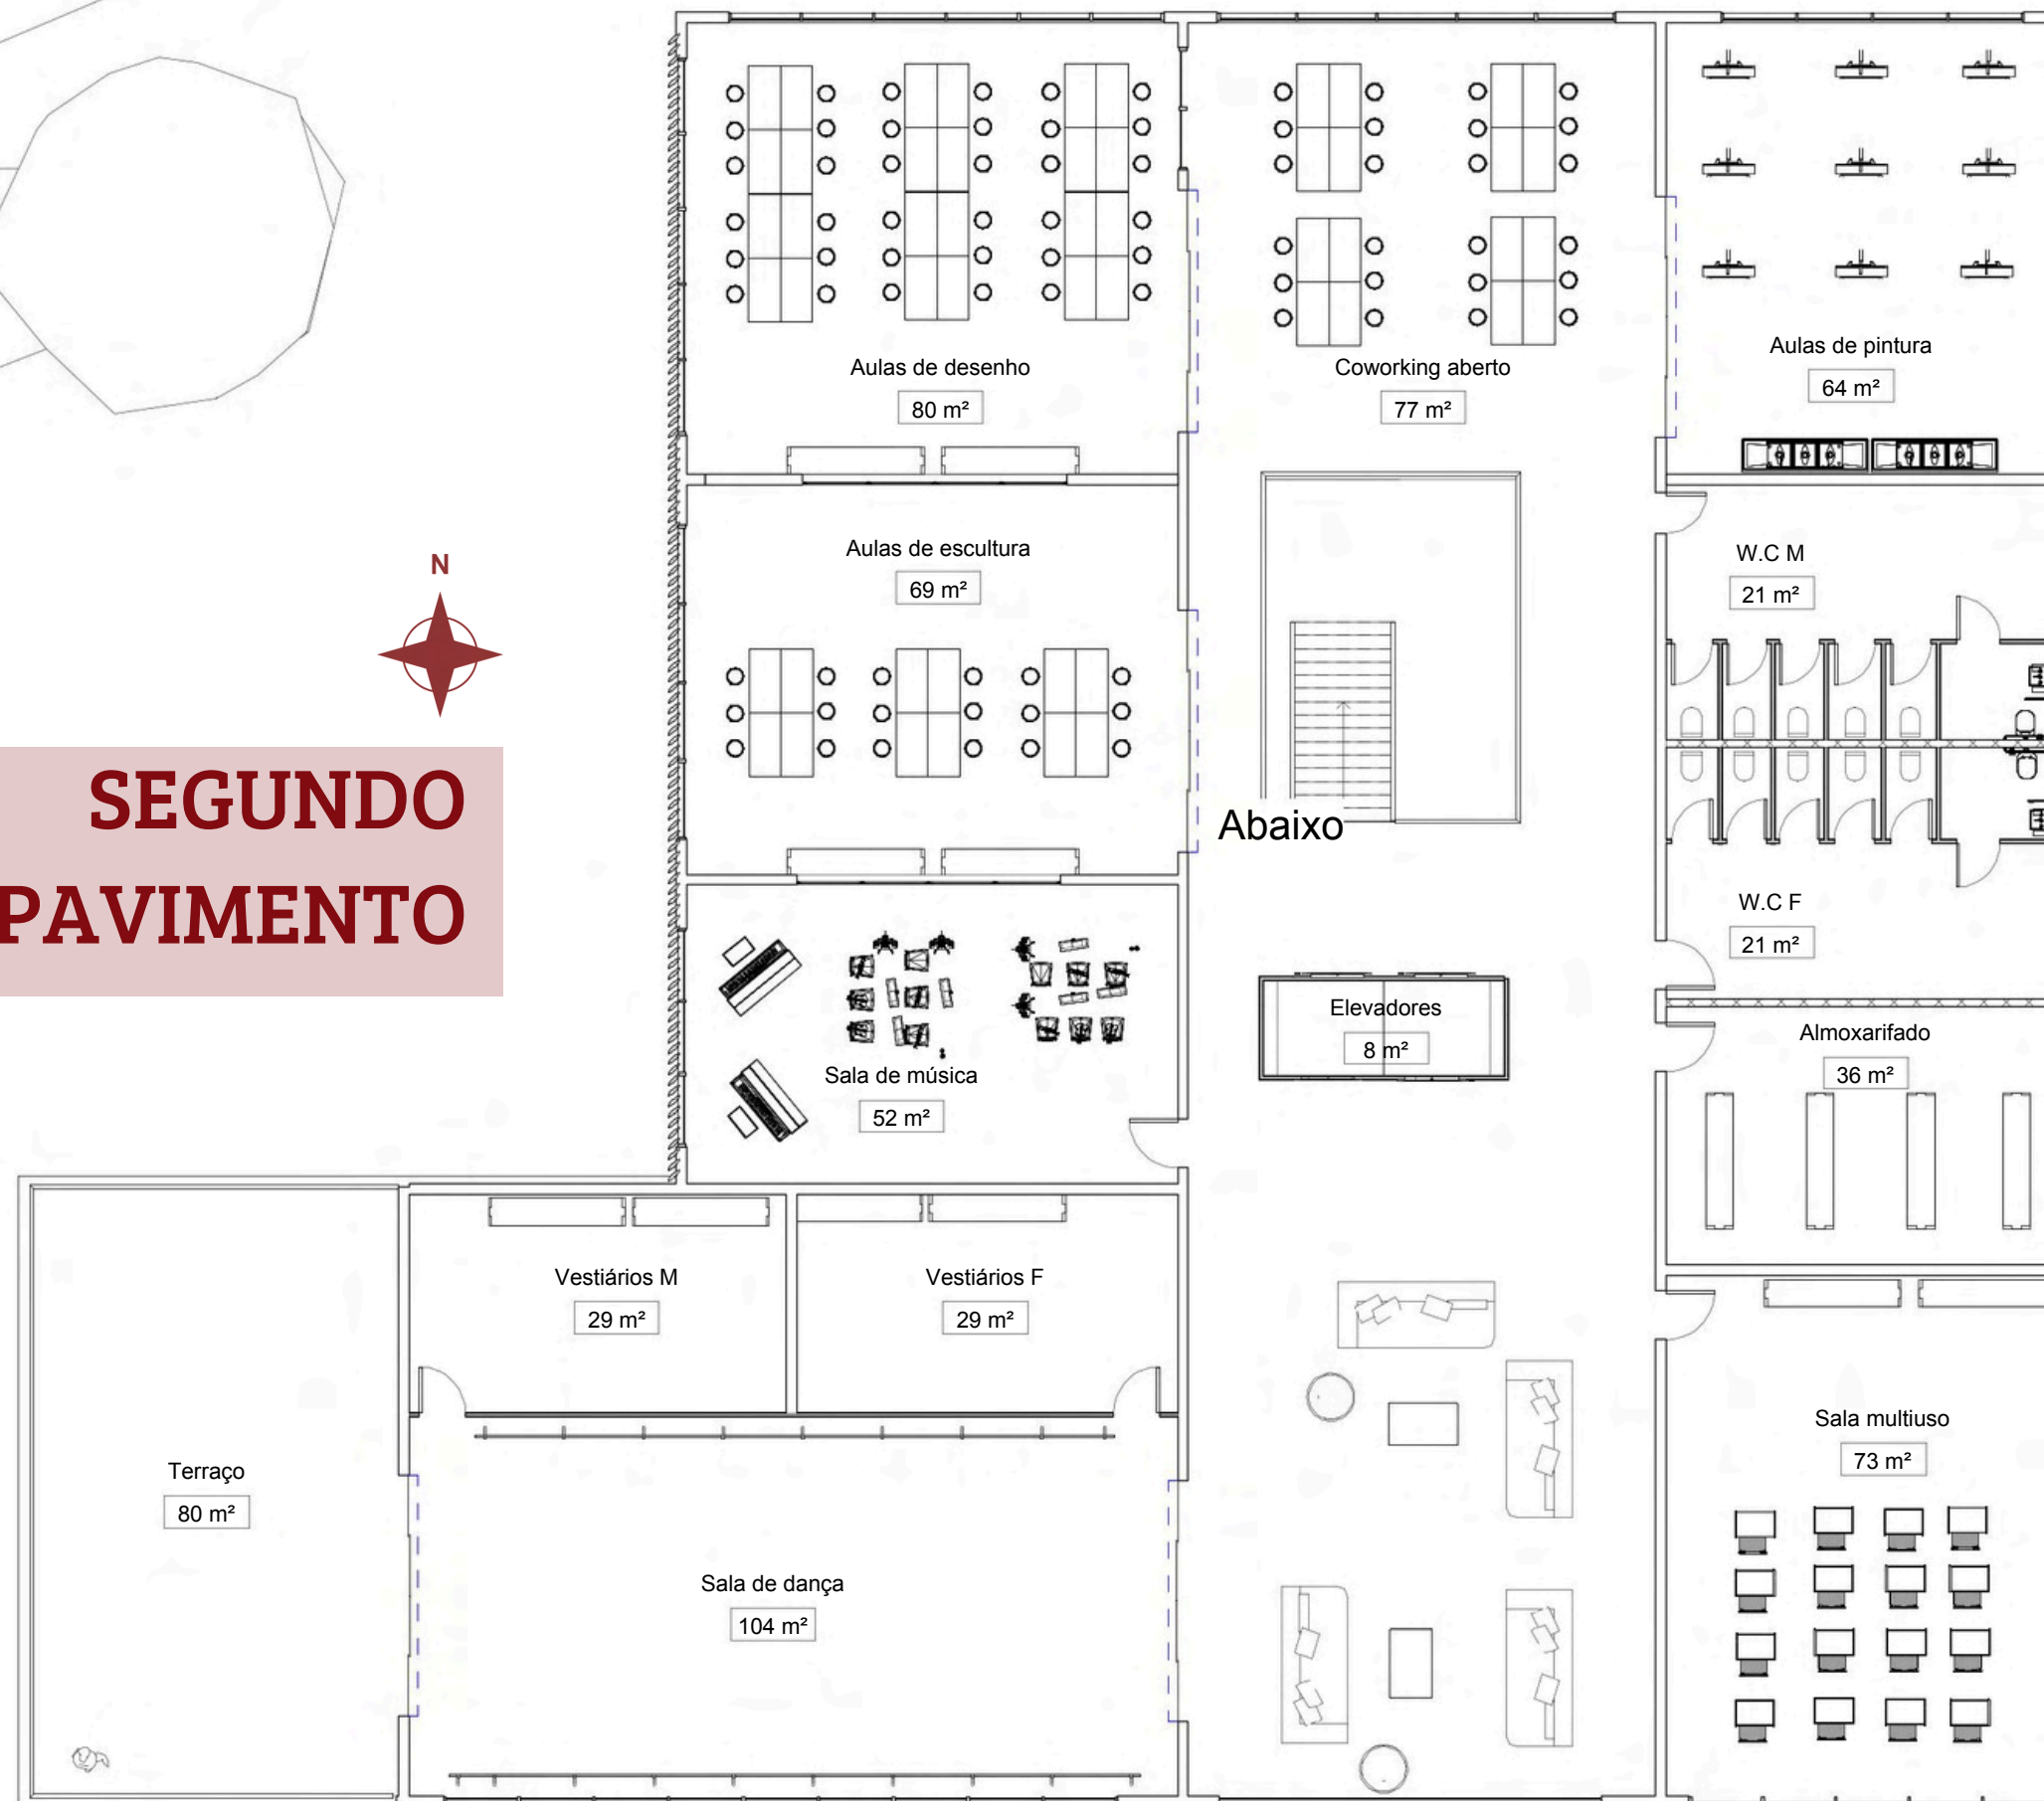 Aulas de desenho
80 m²
Coworking aberto
77 m²
Aulas de pintura
64 m²
Aulas de escultura
69 m²
N
W.C M
21 m²
SEGUNDO
PAVIMENTO
Abaixo
W.C F
21 m²
Elevadores
8 m²
Almoxarifado
36 m²
Sala de música
52 m²
Vestiários M
29 m²
Vestiários F
29 m²
Sala multiuso
73 m²
Terraço
80 m²
Sala de dança
104 m²